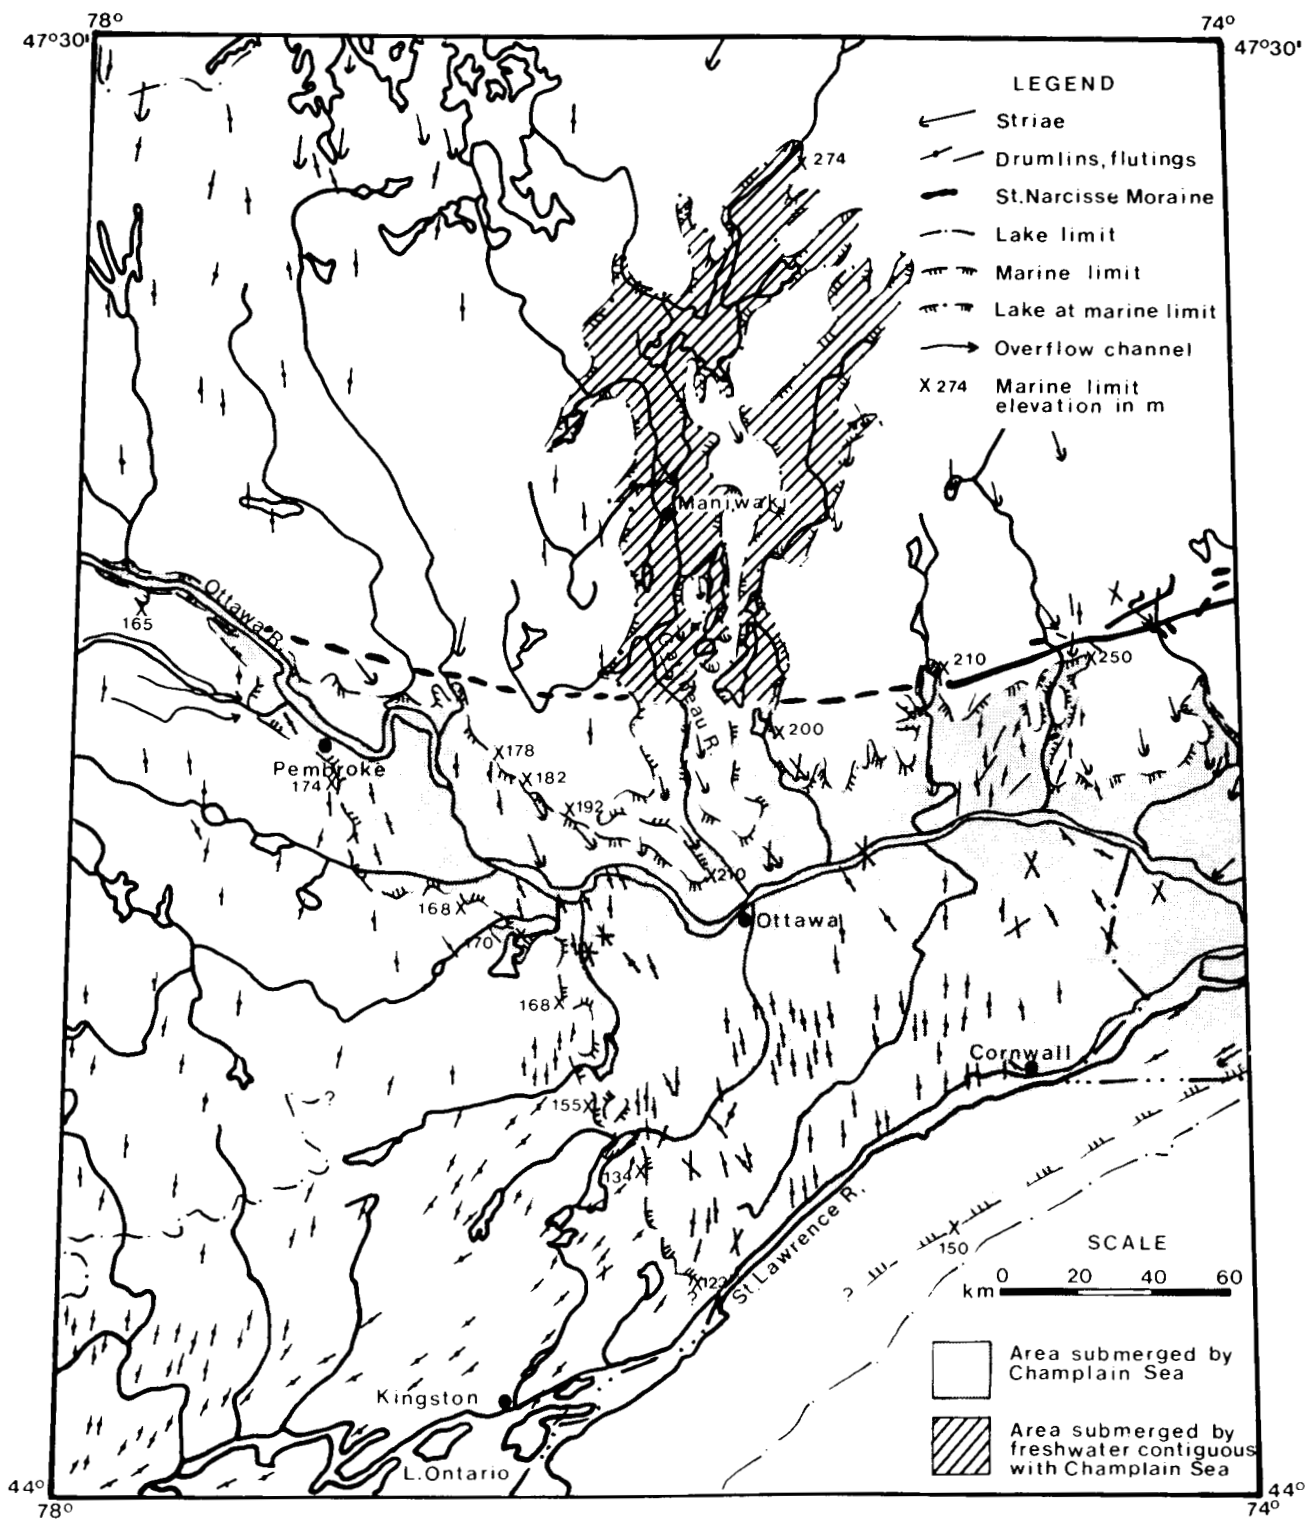 78°
74°
47°30'
47°30'
LEGEND
Striae
Drumlins, flutings
St. Narcisse Moraine
Lake limit
Marine limit
Lake at marine limit
Overflow channel
X 274 Marine limit
elevation in m
X 274
Maniwaki
Ottawa R.
X
165
Gatineau R.
X 210
X 250
X 200
X 178
Pembroke
174 X
X 182
X 192
X 210
168 X
170
Ottawa
168 X
Cornwall
?
155 X
134 X
X 123
St. Lawrence R.
X
150
?
SCALE
km 0 20 40 60
Area submerged by
Champlain Sea
Kingston
Area submerged by
freshwater contiguous
with Champlain Sea
L. Ontario
44°
44°
78°
74°